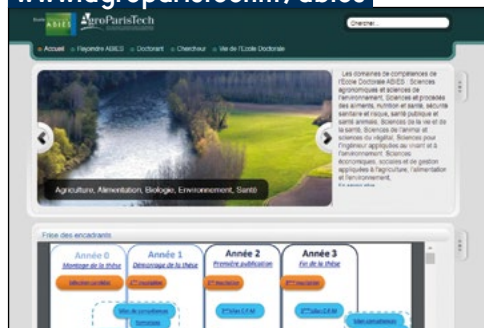 www.agroparistech.fr/abies
ABIES AgroParisTech
Chercher...
Accueil Rejoindre ABIES Doctorant Chercheur Vie de l'Ecole Doctorale
Les domaines de compétences de
l'Ecole Doctorale ABIES : Sciences
agronomiques et sciences de
l'environnement, Sciences et procédés
des aliments, nutrition et santé, sécurité
sanitaire et risque, santé publique et
santé animale, Sciences de la vie et de
la santé, Sciences de l'animal et
sciences du végétal, Sciences pour
l'ingénieur appliquées au vivant et à
l'environnement, Sciences
économiques, sociales et de gestion
appliquées à l'agriculture, l'alimentation
et l'environnement.
En savoir plus
Agriculture, Alimentation, Biologie, Environnement, Santé
Frise des encadrants
Année 0 Année 1 Année 2 Année 3
Montage de la thèse Démarrage de la thèse Première publication Fin de la thèse